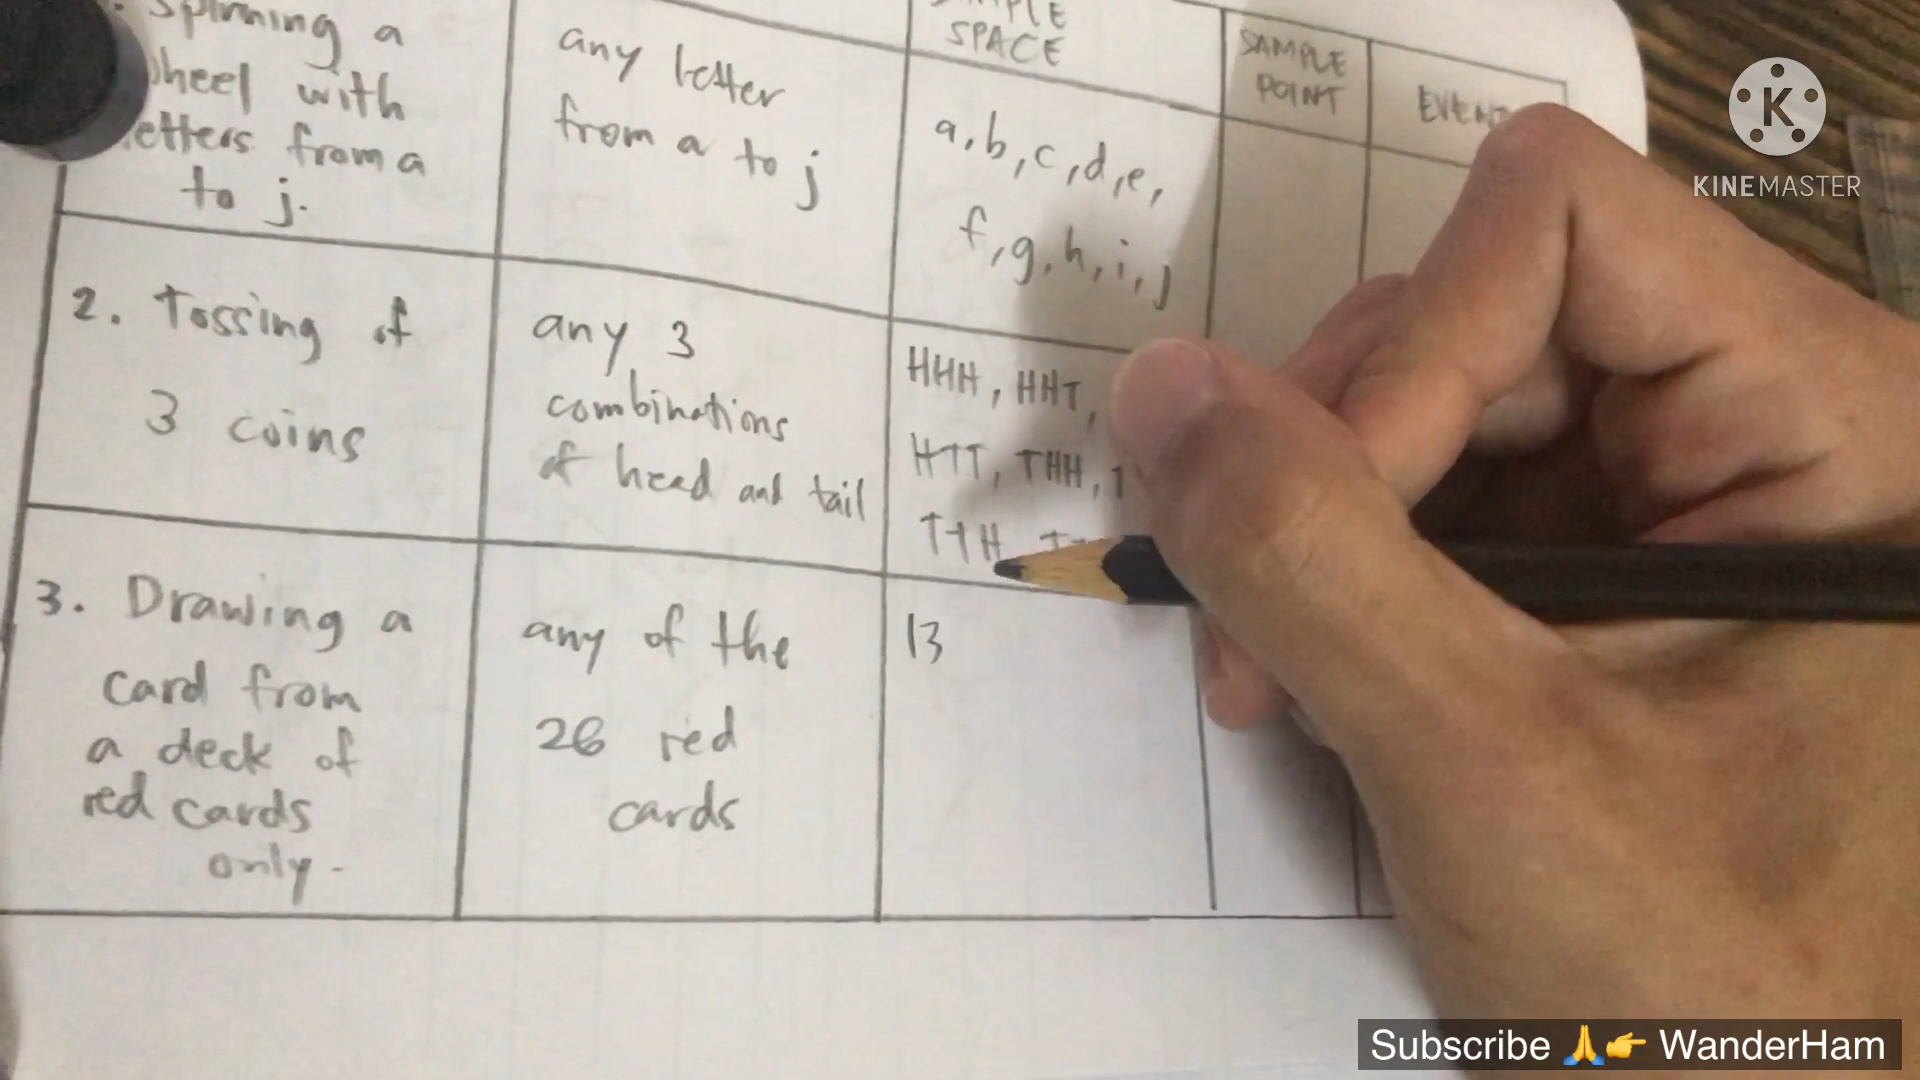 Spinning a
wheel with
letters from a
to j.
any letter
from a to j
SAMPLE
SPACE
a, b, c, d, e,
f, g, h, i, j
SAMPLE
POINT
EVENT
2. Tossing of
3 coins
any 3
combinations
of head and tail
HHH, HHT,
HTT, THH,
TTH
3. Drawing a
card from
a deck of
red cards
only.
any of the
26 red
cards
13
K
KINEMASTER
Subscribe 🙏👉 WanderHam